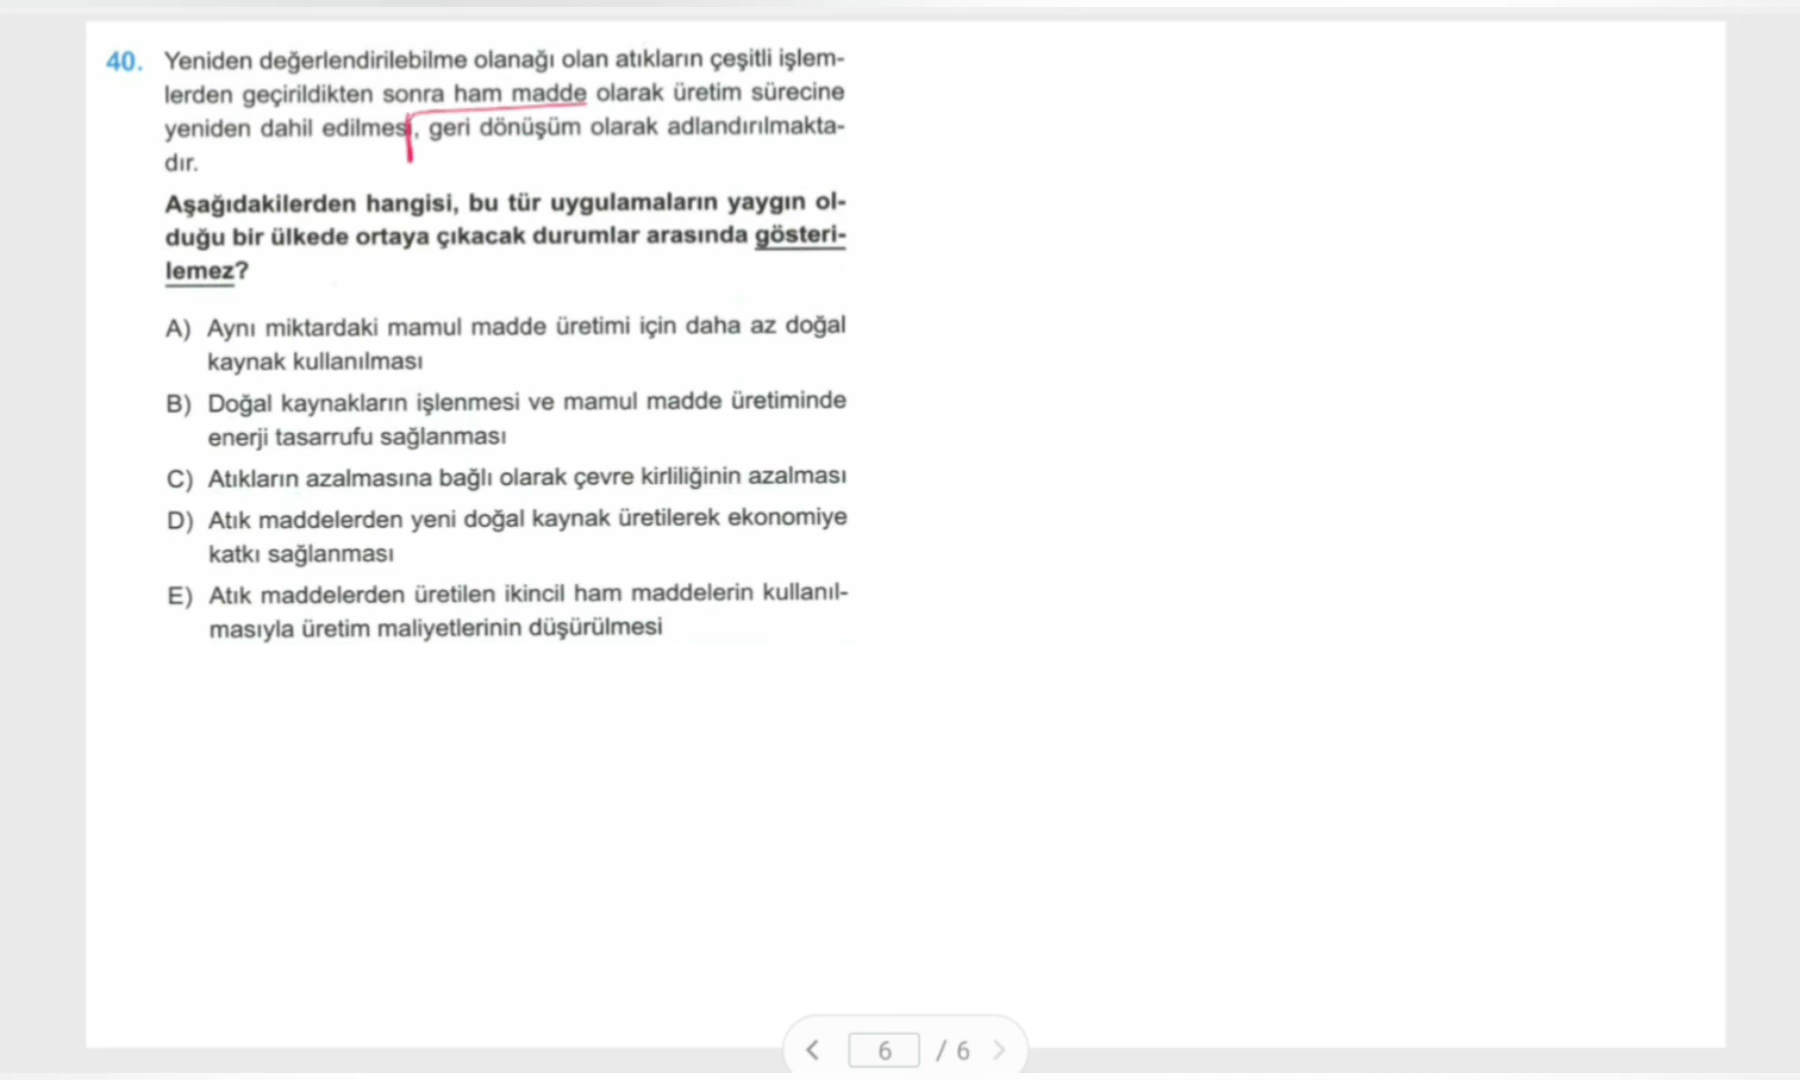 40. Yeniden değerlendirilebilme olanağı olan atıkların çeşitli işlem-
lerden geçirildikten sonra ham madde olarak üretim sürecine
yeniden dahil edilmesi, geri dönüşüm olarak adlandırılmakta-
dır.
Aşağıdakilerden hangisi, bu tür uygulamaların yaygın ol-
duğu bir ülkede ortaya çıkacak durumlar arasında gösteri-
lemez?
A) Aynı miktardaki mamul madde üretimi için daha az doğal
kaynak kullanılması
B) Doğal kaynakların işlenmesi ve mamul madde üretiminde
enerji tasarrufu sağlanması
C) Atıkların azalmasına bağlı olarak çevre kirliliğinin azalması
D) Atık maddelerden yeni doğal kaynak üretilerek ekonomiye
katkı sağlanması
E) Atık maddelerden üretilen ikincil ham maddelerin kullanıl-
masıyla üretim maliyetlerinin düşürülmesi
< 6 / 6 >